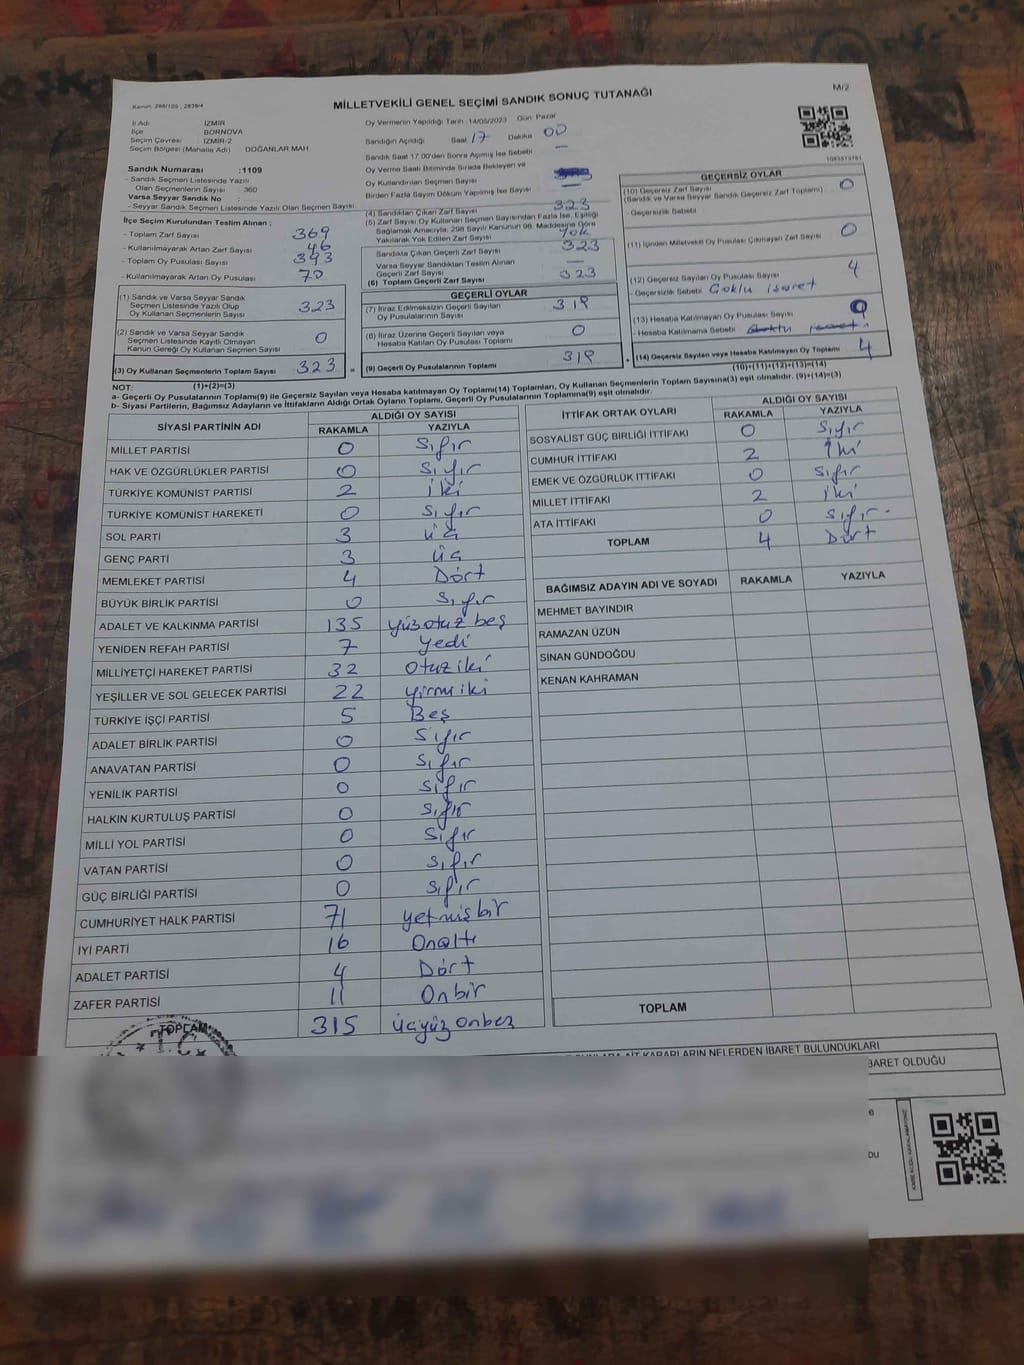 Kanun: 298/105 , 2839/4
MİLLETVEKİLİ GENEL SEÇİMİ SANDIK SONUÇ TUTANAĞI
M/2
İl Adı : İZMİR
İlçe : BORNOVA
Seçim Çevresi : İZMİR-2
Seçim Bölgesi (Mahalle Adı) : DOĞANLAR MAH
Sandık Numarası :1109
- Sandık Seçmen Listesinde Yazılı
Olan Seçmenlerin Sayısı : 360
Varsa Seyyar Sandık No :
- Seyyar Sandık Seçmen Listesinde Yazılı Olan Seçmen Sayısı:
İlçe Seçim Kurulundan Teslim Alınan ;
- Toplam Zarf Sayısı 369
- Kullanılmayarak Artan Zarf Sayısı 46
- Toplam Oy Pusulası Sayısı 393
- Kullanılmayarak Artan Oy Pusulası 70
(1) Sandık ve Varsa Seyyar Sandık
Seçmen Listesinde Yazılı Olup
Oy Kullanan Seçmen Sayısı 323
(2) Sandık ve Varsa Seyyar Sandık
Seçmen Listesinde Kayıtlı Olmayan
Kanun Gereği Oy Kullanan Seçmen Sayısı 0
(3) Oy Kullanan Seçmenlerin Toplam Sayısı 323 =
(1)+(2)=(3)
Oy Vermenin Yapıldığı Tarih :14/05/2023 Gün :Pazar
Sandığın Açıldığı Saat 17 Dakika 00
Sandık Saat 17.00'den Sonra Açılmış İse Sebebi —
Oy Verme Saati Bitiminde Sırada Bekleyen ve
Oy Kullandırılan Seçmen Sayısı
Birden Fazla Sayım Döküm Yapılmış İse Sayısı —
(4) Sandıktan Çıkan Zarf Sayısı 323
(5) Zarf Sayısı Oy Kullanan Seçmen Sayısından Fazla İse, Eşitliği
Sağlamak Amacıyla; 298 Sayılı Kanunun 98. Maddesine Göre
Yakılarak Yok Edilen Zarf Sayısı Yok
Sandıkta Çıkan Geçerli Zarf Sayısı 323
Varsa Seyyar Sandıktan Teslim Alınan
Geçerli Zarf Sayısı —
(6) Toplam Geçerli Zarf Sayısı 323
GEÇERLİ OYLAR
(7) İtiraz Edilmeksizin Geçerli Sayılan
Oy Pusulalarının Sayısı 319
(8) İtiraz Üzerine Geçerli Sayılan veya
Hesaba Katılan Oy Pusulası Toplamı 0
(9) Geçerli Oy Pusulalarının Toplamı 319 +
1083513781
GEÇERSİZ OYLAR
(10) Geçersiz Zarf Sayısı
(Sandık ve Varsa Seyyar Sandık Geçersiz Zarf Toplamı) 0
- Geçersizlik Sebebi
(11) İçinden Milletvekili Oy Pusulası Çıkmayan Zarf Sayısı 0
(12) Geçersiz Sayılan Oy Pusulası Sayısı 4
- Geçersizlik Sebebi Çoklu işaret
(13) Hesaba Katılmayan Oy Pusulası Sayısı 0
- Hesaba Katılmama Sebebi
(14) Geçersiz Sayılan veya Hesaba Katılmayan Oy Toplamı 4
(10)+(11)+(12)+(13)=(14)
NOT:
a- Geçerli Oy Pusulalarının Toplamı(9) ile Geçersiz Sayılan veya Hesaba katılmayan Oy Toplamı(14) Toplamları, Oy Kullanan Seçmenlerin Toplam Sayısına(3) eşit olmalıdır. (9)+(14)=(3)
b- Siyasi Partilerin, Bağımsız Adayların ve İttifakların Aldığı Ortak Oyların Toplamı, Geçerli Oy Pusulalarının Toplamına(9) eşit olmalıdır.
SİYASİ PARTİNİN ADI ALDIĞI OY SAYISI
RAKAMLA YAZIYLA
MİLLET PARTİSİ 0 Sıfır
HAK VE ÖZGÜRLÜKLER PARTİSİ 0 Sıfır
TÜRKİYE KOMÜNİST PARTİSİ 2 iki
TÜRKİYE KOMÜNİST HAREKETİ 0 Sıfır
SOL PARTİ 3 üç
GENÇ PARTİ 3 üç
MEMLEKET PARTİSİ 4 Dört
BÜYÜK BİRLİK PARTİSİ 0 Sıfır
ADALET VE KALKINMA PARTİSİ 135 yüzotuz beş
YENİDEN REFAH PARTİSİ 7 Yedi
MİLLİYETÇİ HAREKET PARTİSİ 32 Otuz iki
YEŞİLLER VE SOL GELECEK PARTİSİ 22 yirmi iki
TÜRKİYE İŞÇİ PARTİSİ 5 Beş
ADALET BİRLİK PARTİSİ 0 Sıfır
ANAVATAN PARTİSİ 0 Sıfır
YENİLİK PARTİSİ 0 Sıfır
HALKIN KURTULUŞ PARTİSİ 0 Sıfır
MİLLİ YOL PARTİSİ 0 Sıfır
VATAN PARTİSİ 0 Sıfır
GÜÇ BİRLİĞİ PARTİSİ 0 Sıfır
CUMHURİYET HALK PARTİSİ 71 yetmiş bir
İYİ PARTİ 16 Onaltı
ADALET PARTİSİ 4 Dört
ZAFER PARTİSİ 11 Onbir
TOPLAM 315 üçyüz onbeş
T.C.
İTTİFAK ORTAK OYLARI ALDIĞI OY SAYISI
RAKAMLA YAZIYLA
SOSYALİST GÜÇ BİRLİĞİ İTTİFAKI 0 Sıfır
CUMHUR İTTİFAKI 2 İki
EMEK VE ÖZGÜRLÜK İTTİFAKI 0 Sıfır
MİLLET İTTİFAKI 2 iki
ATA İTTİFAKI 0 Sıfır
TOPLAM 4 Dört
BAĞIMSIZ ADAYIN ADI VE SOYADI RAKAMLA YAZIYLA
MEHMET BAYINDIR
RAMAZAN ÜZÜN
SİNAN GÜNDOĞDU
KENAN KAHRAMAN
TOPLAM
KARARLARIN NELERDEN İBARET BULUNDUKLARI
BARET OLDUĞU